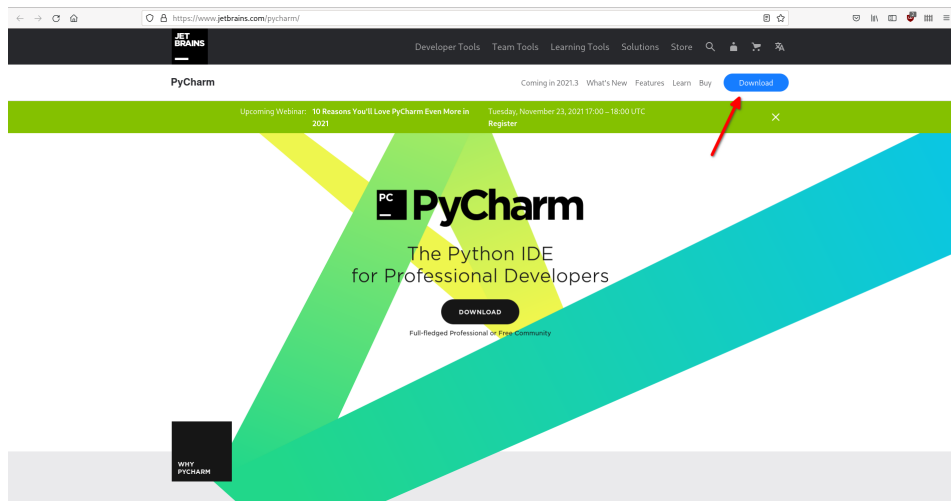 https://www.jetbrains.com/pycharm/
JET
BRAINS
Developer Tools Team Tools Learning Tools Solutions Store
PyCharm
Coming in 2021.3 What's New Features Learn Buy Download
Upcoming Webinar: 10 Reasons You'll Love PyCharm Even More in Tuesday, November 23, 2021 17:00 – 18:00 UTC
2021 Register
PC
PyCharm
The Python IDE
for Professional Developers
DOWNLOAD
Full-fledged Professional or Free Community
WHY
PYCHARM